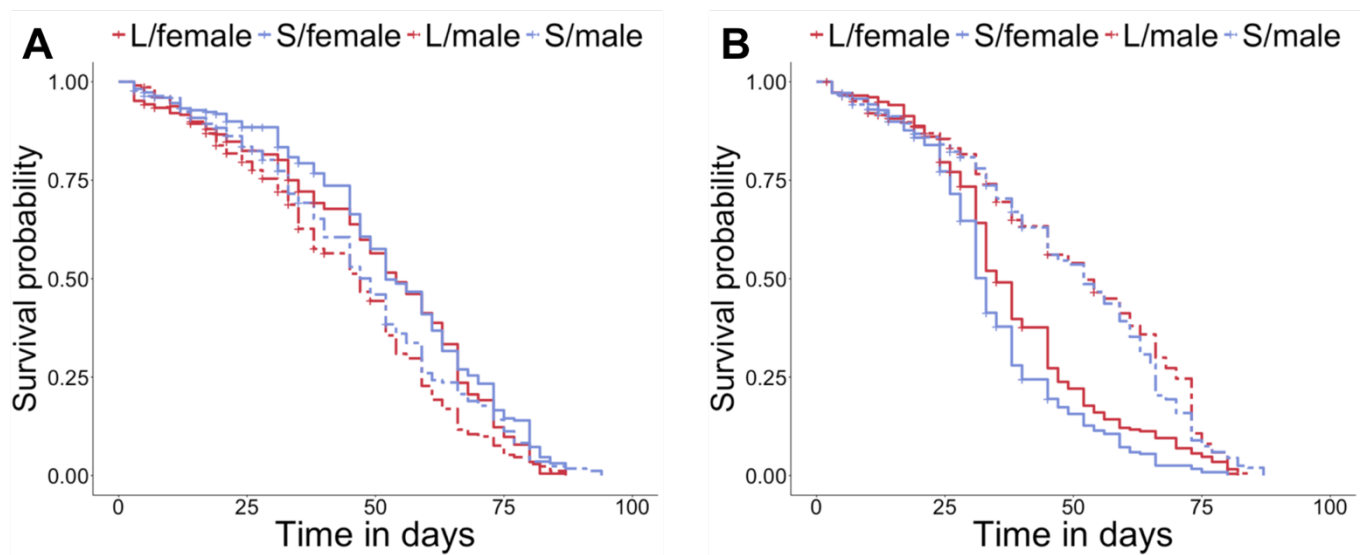 A
L/female S/female L/male S/male
Survival probability
1.00
0.75
0.50
0.25
0.00
0 25 50 75 100
Time in days
B
L/female S/female L/male S/male
Survival probability
1.00
0.75
0.50
0.25
0.00
0 25 50 75 100
Time in days